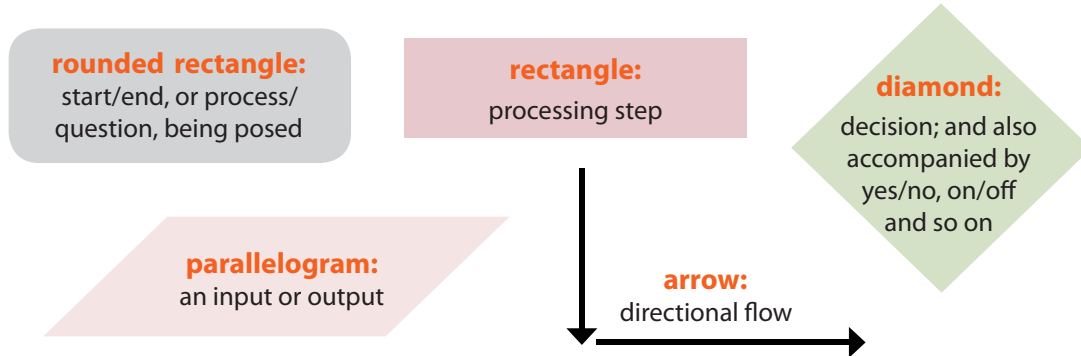 rounded rectangle:
start/end, or process/
question, being posed
rectangle:
processing step
diamond:
decision; and also
accompanied by
yes/no, on/off
and so on
parallelogram:
an input or output
arrow:
directional flow